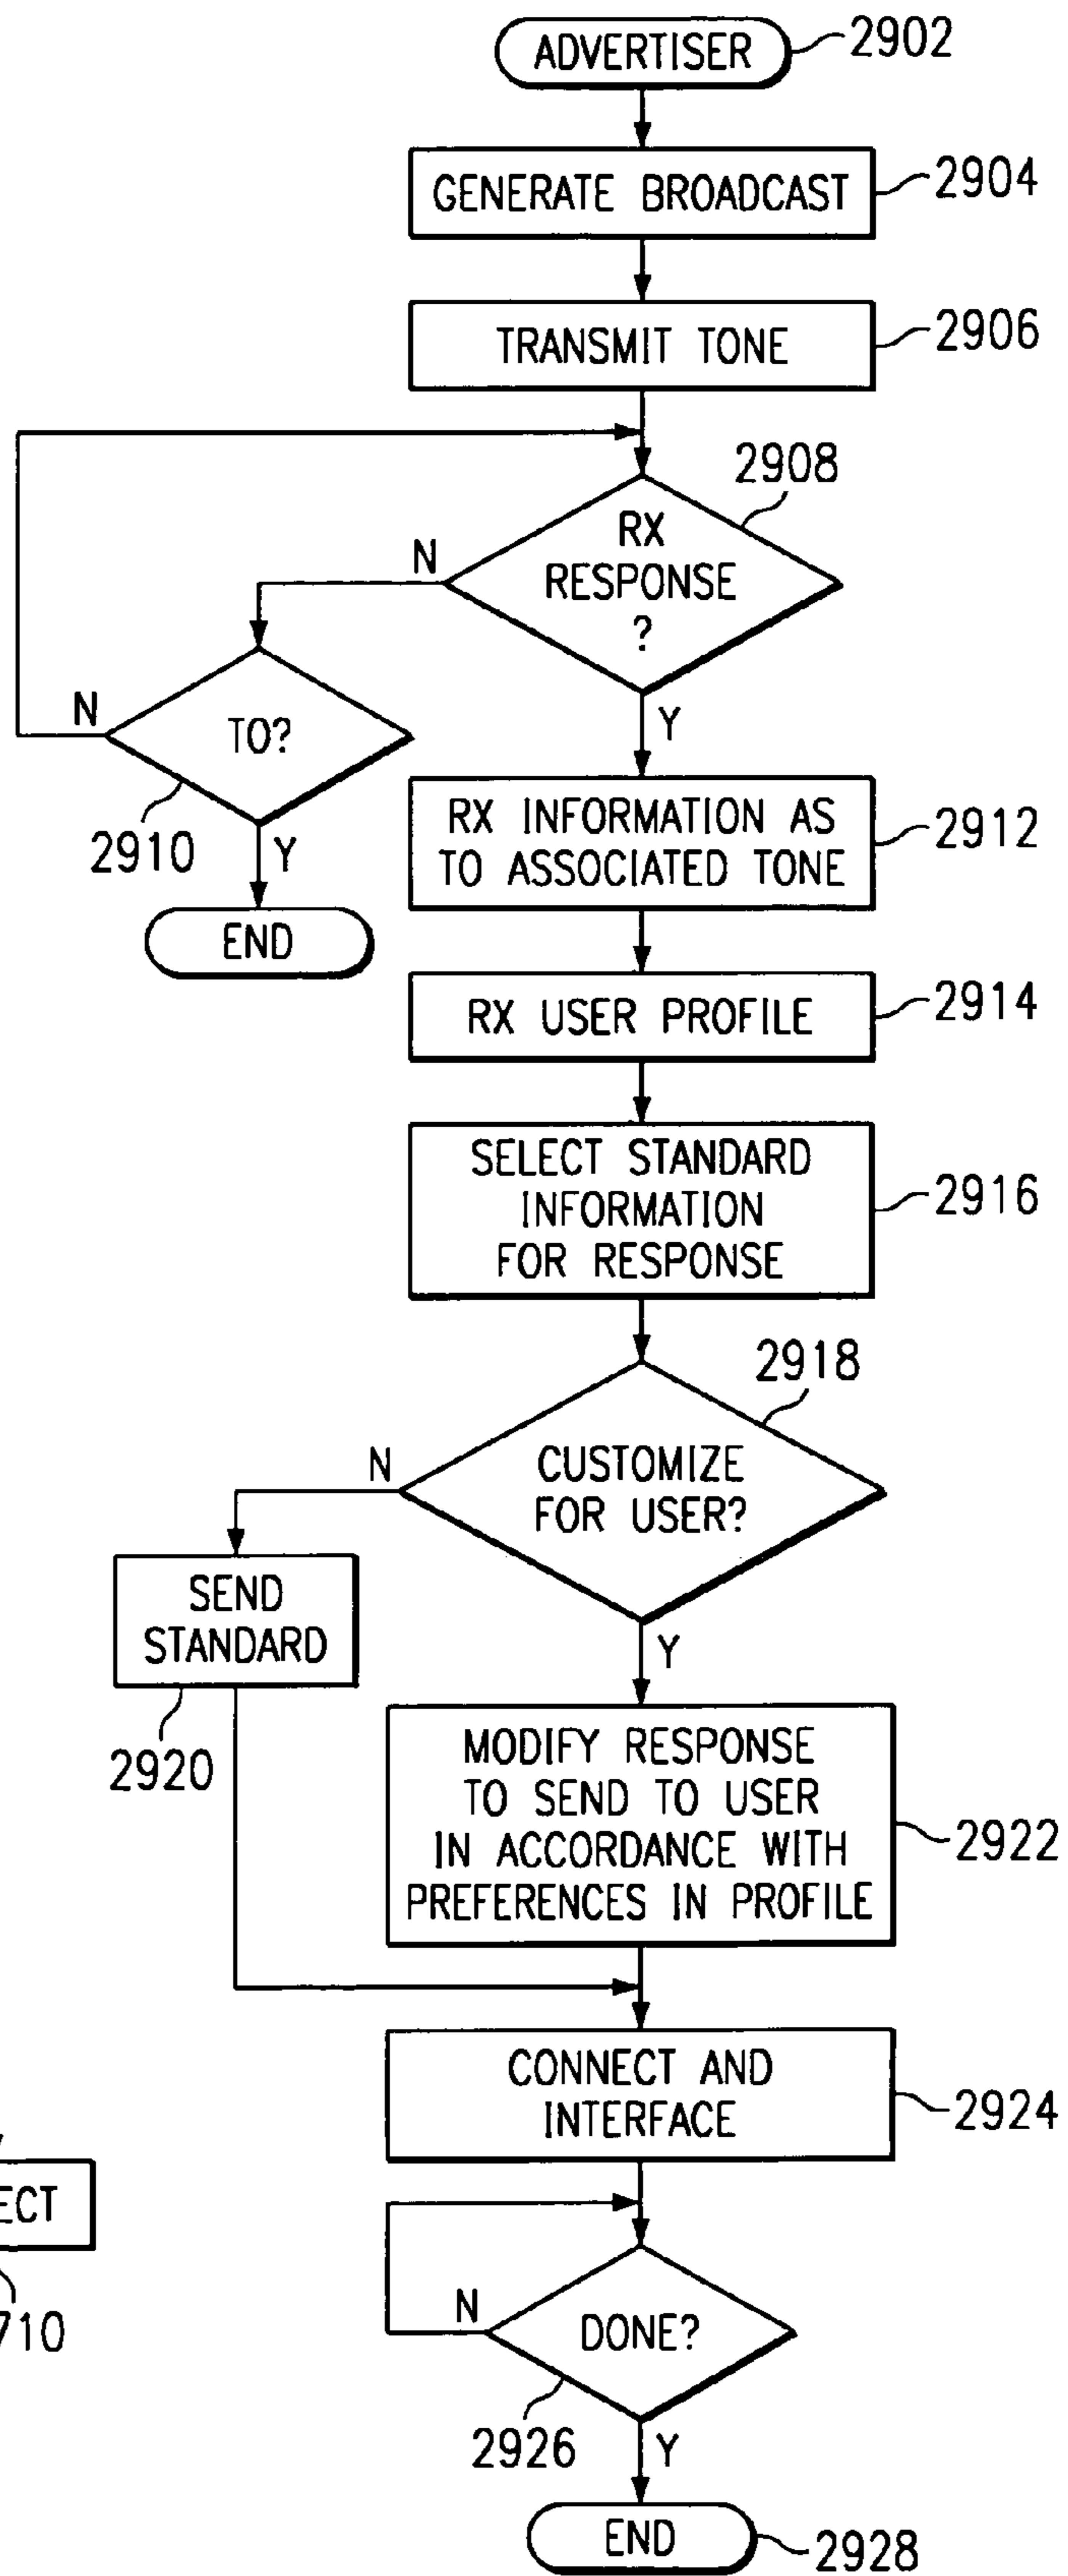 ADVERTISER
2902
GENERATE BROADCAST
2904
TRANSMIT TONE
2906
2908
RX
RESPONSE
?
N
Y
TO?
N
2910
Y
END
RX INFORMATION AS
TO ASSOCIATED TONE
2912
RX USER PROFILE
2914
SELECT STANDARD
INFORMATION
FOR RESPONSE
2916
2918
CUSTOMIZE
FOR USER?
N
Y
SEND
STANDARD
2920
MODIFY RESPONSE
TO SEND TO USER
IN ACCORDANCE WITH
PREFERENCES IN PROFILE
2922
CONNECT AND
INTERFACE
2924
ECT
710
DONE?
N
2926
Y
END
2928